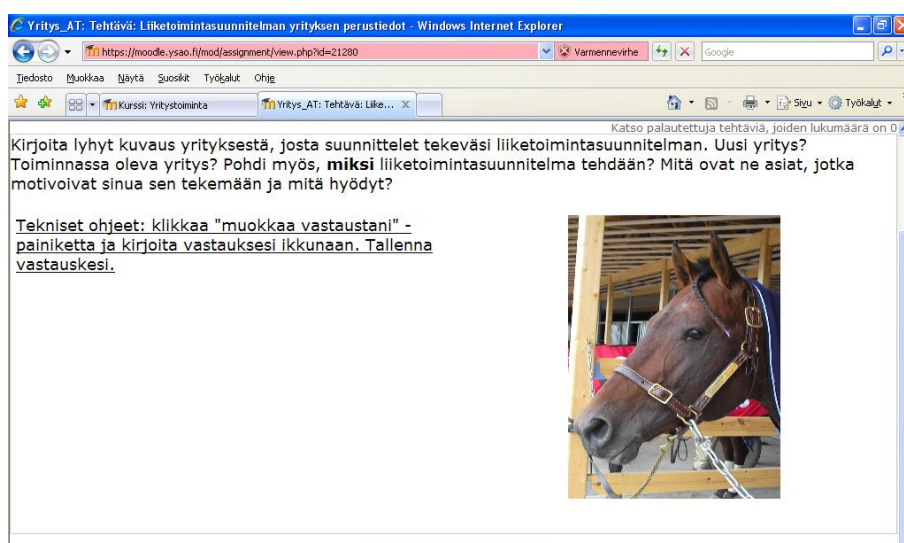 Yritys_AT: Tehtävä: Liiketoimintasuunnitelman yrityksen perustiedot - Windows Internet Explorer
https://moodle.ysao.fi/mod/assignment/view.php?id=21280
Varmennevirhe
Google
Tiedosto Muokkaa Näytä Suosikit Työkalut Ohje
Kurssi: Yritystoiminta
Yritys_AT: Tehtävä: Liike...
Sivu
Työkalut
Katso palautettuja tehtäviä, joiden lukumäärä on 0
Kirjoita lyhyt kuvaus yrityksestä, josta suunnittelet tekeväsi liiketoimintasuunnitelman. Uusi yritys?
Toiminnassa oleva yritys? Pohdi myös, miksi liiketoimintasuunnitelma tehdään? Mitä ovat ne asiat, jotka
motivoivat sinua sen tekemään ja mitä hyödyt?
Tekniset ohjeet: klikkaa "muokkaa vastaustani" -
painiketta ja kirjoita vastauksesi ikkunaan. Tallenna
vastauskesi.